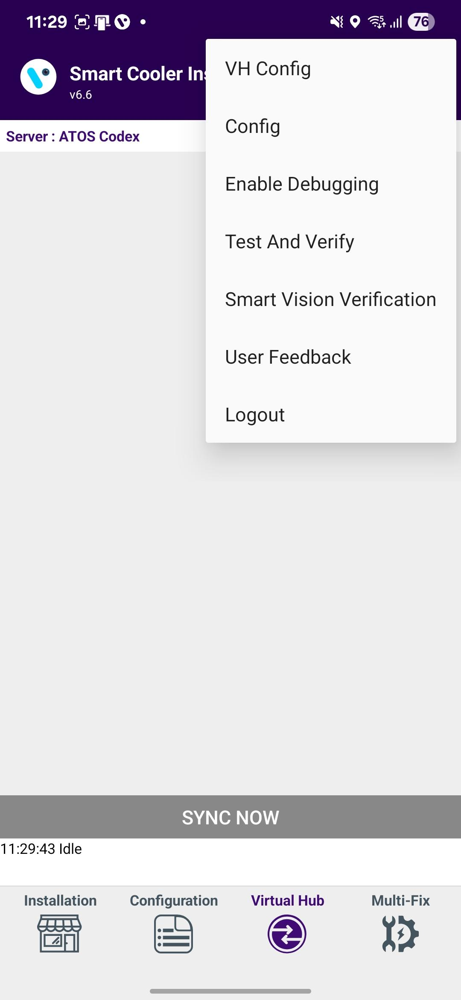 11:29
5
76
Smart Cooler Ins
v6.6
Server : ATOS Codex
VH Config
Config
Enable Debugging
Test And Verify
Smart Vision Verification
User Feedback
Logout
SYNC NOW
11:29:43 Idle
Installation
Configuration
Virtual Hub
Multi-Fix